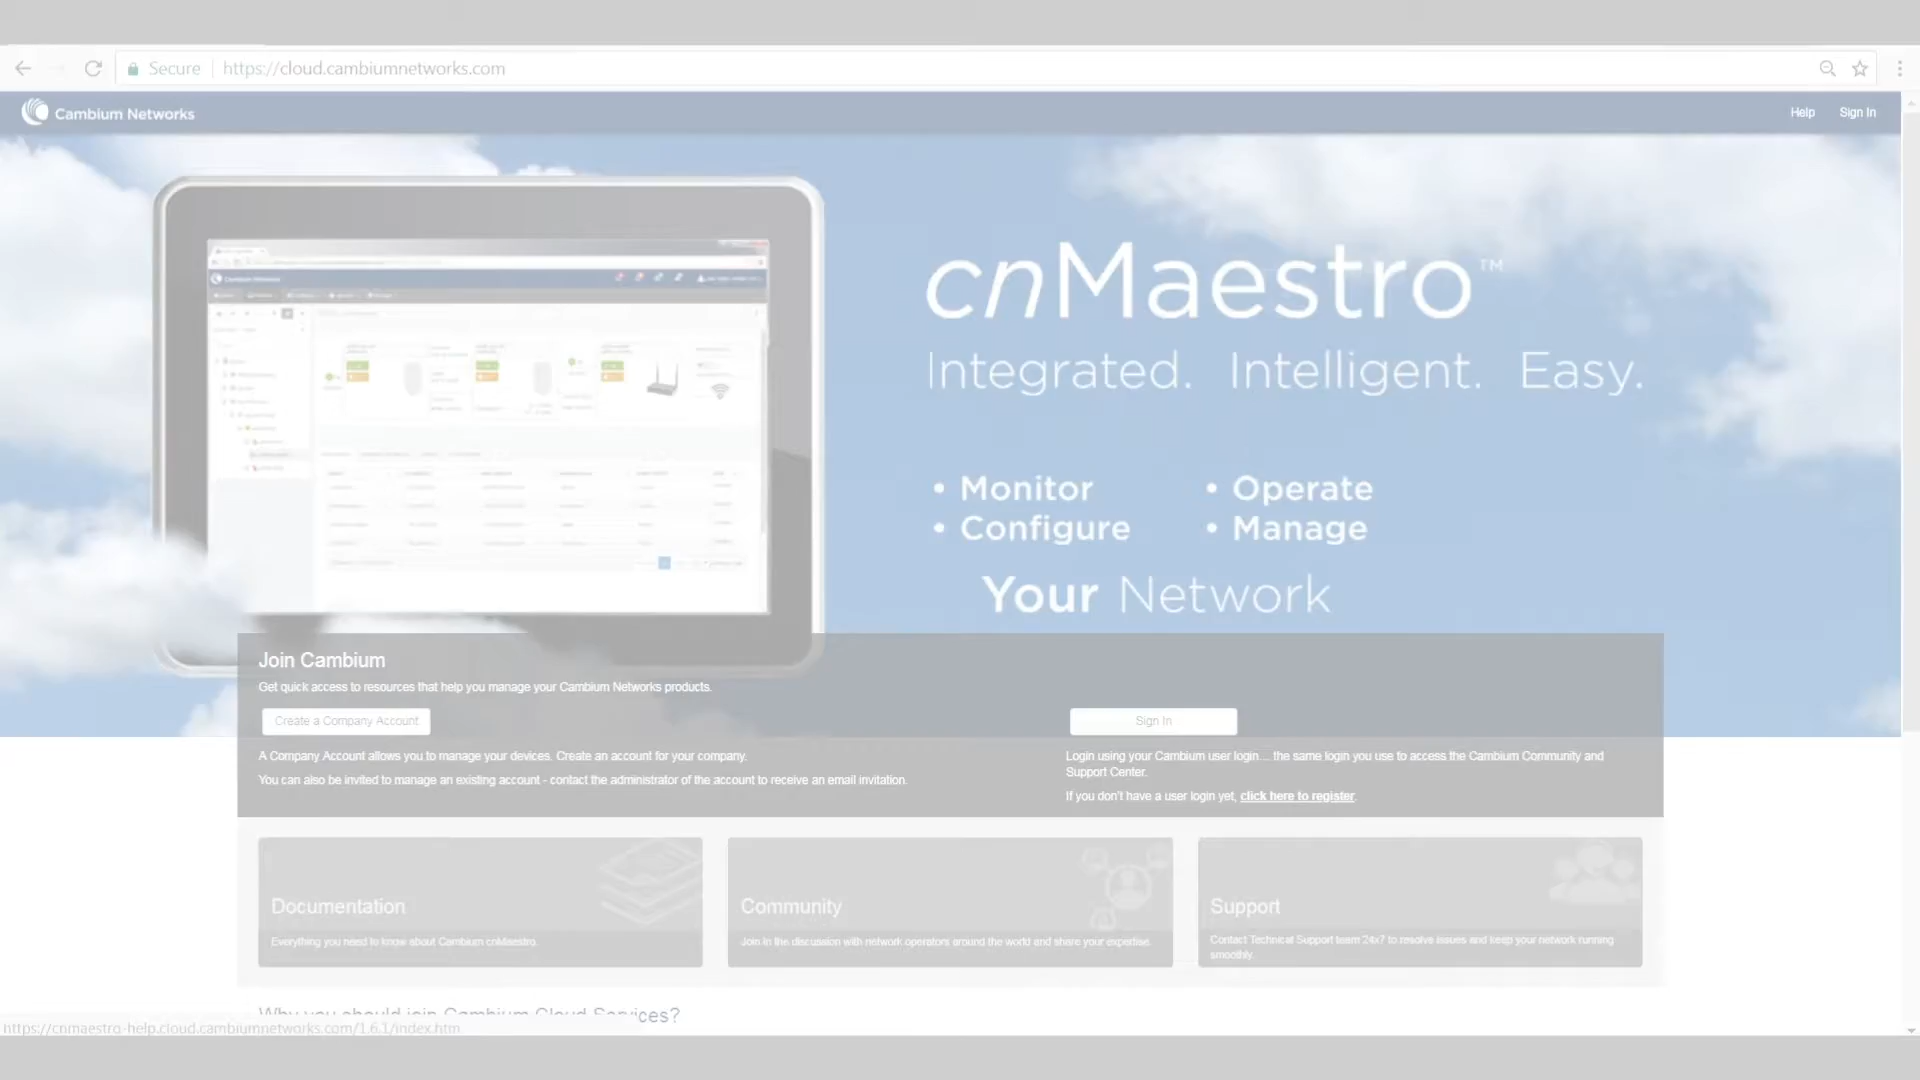 Secure https://cloud.cambiumnetworks.com
Cambium Networks
Help Sign In
cnMaestro™
Integrated. Intelligent. Easy.
• Monitor • Operate
• Configure • Manage
Your Network
Join Cambium
Get quick access to resources that help you manage your Cambium Networks products.
Create a Company Account
A Company Account allows you to manage your devices. Create an account for your company.
You can also be invited to manage an existing account - contact the administrator of the account to receive an email invitation.
Sign In
Login using your Cambium user login... the same login you use to access the Cambium Community and
Support Center.
If you don't have a user login yet, click here to register.
Documentation
Everything you need to know about Cambium cnMaestro.
Community
Join in the discussion with network operators around the world and share your expertise.
Support
Contact Technical Support team 24x7 to resolve issues and keep your network running
smoothly.
Why you should join Cambium Cloud Services?
https://cnmaestro-help.cloud.cambiumnetworks.com/1.6.1/index.htm